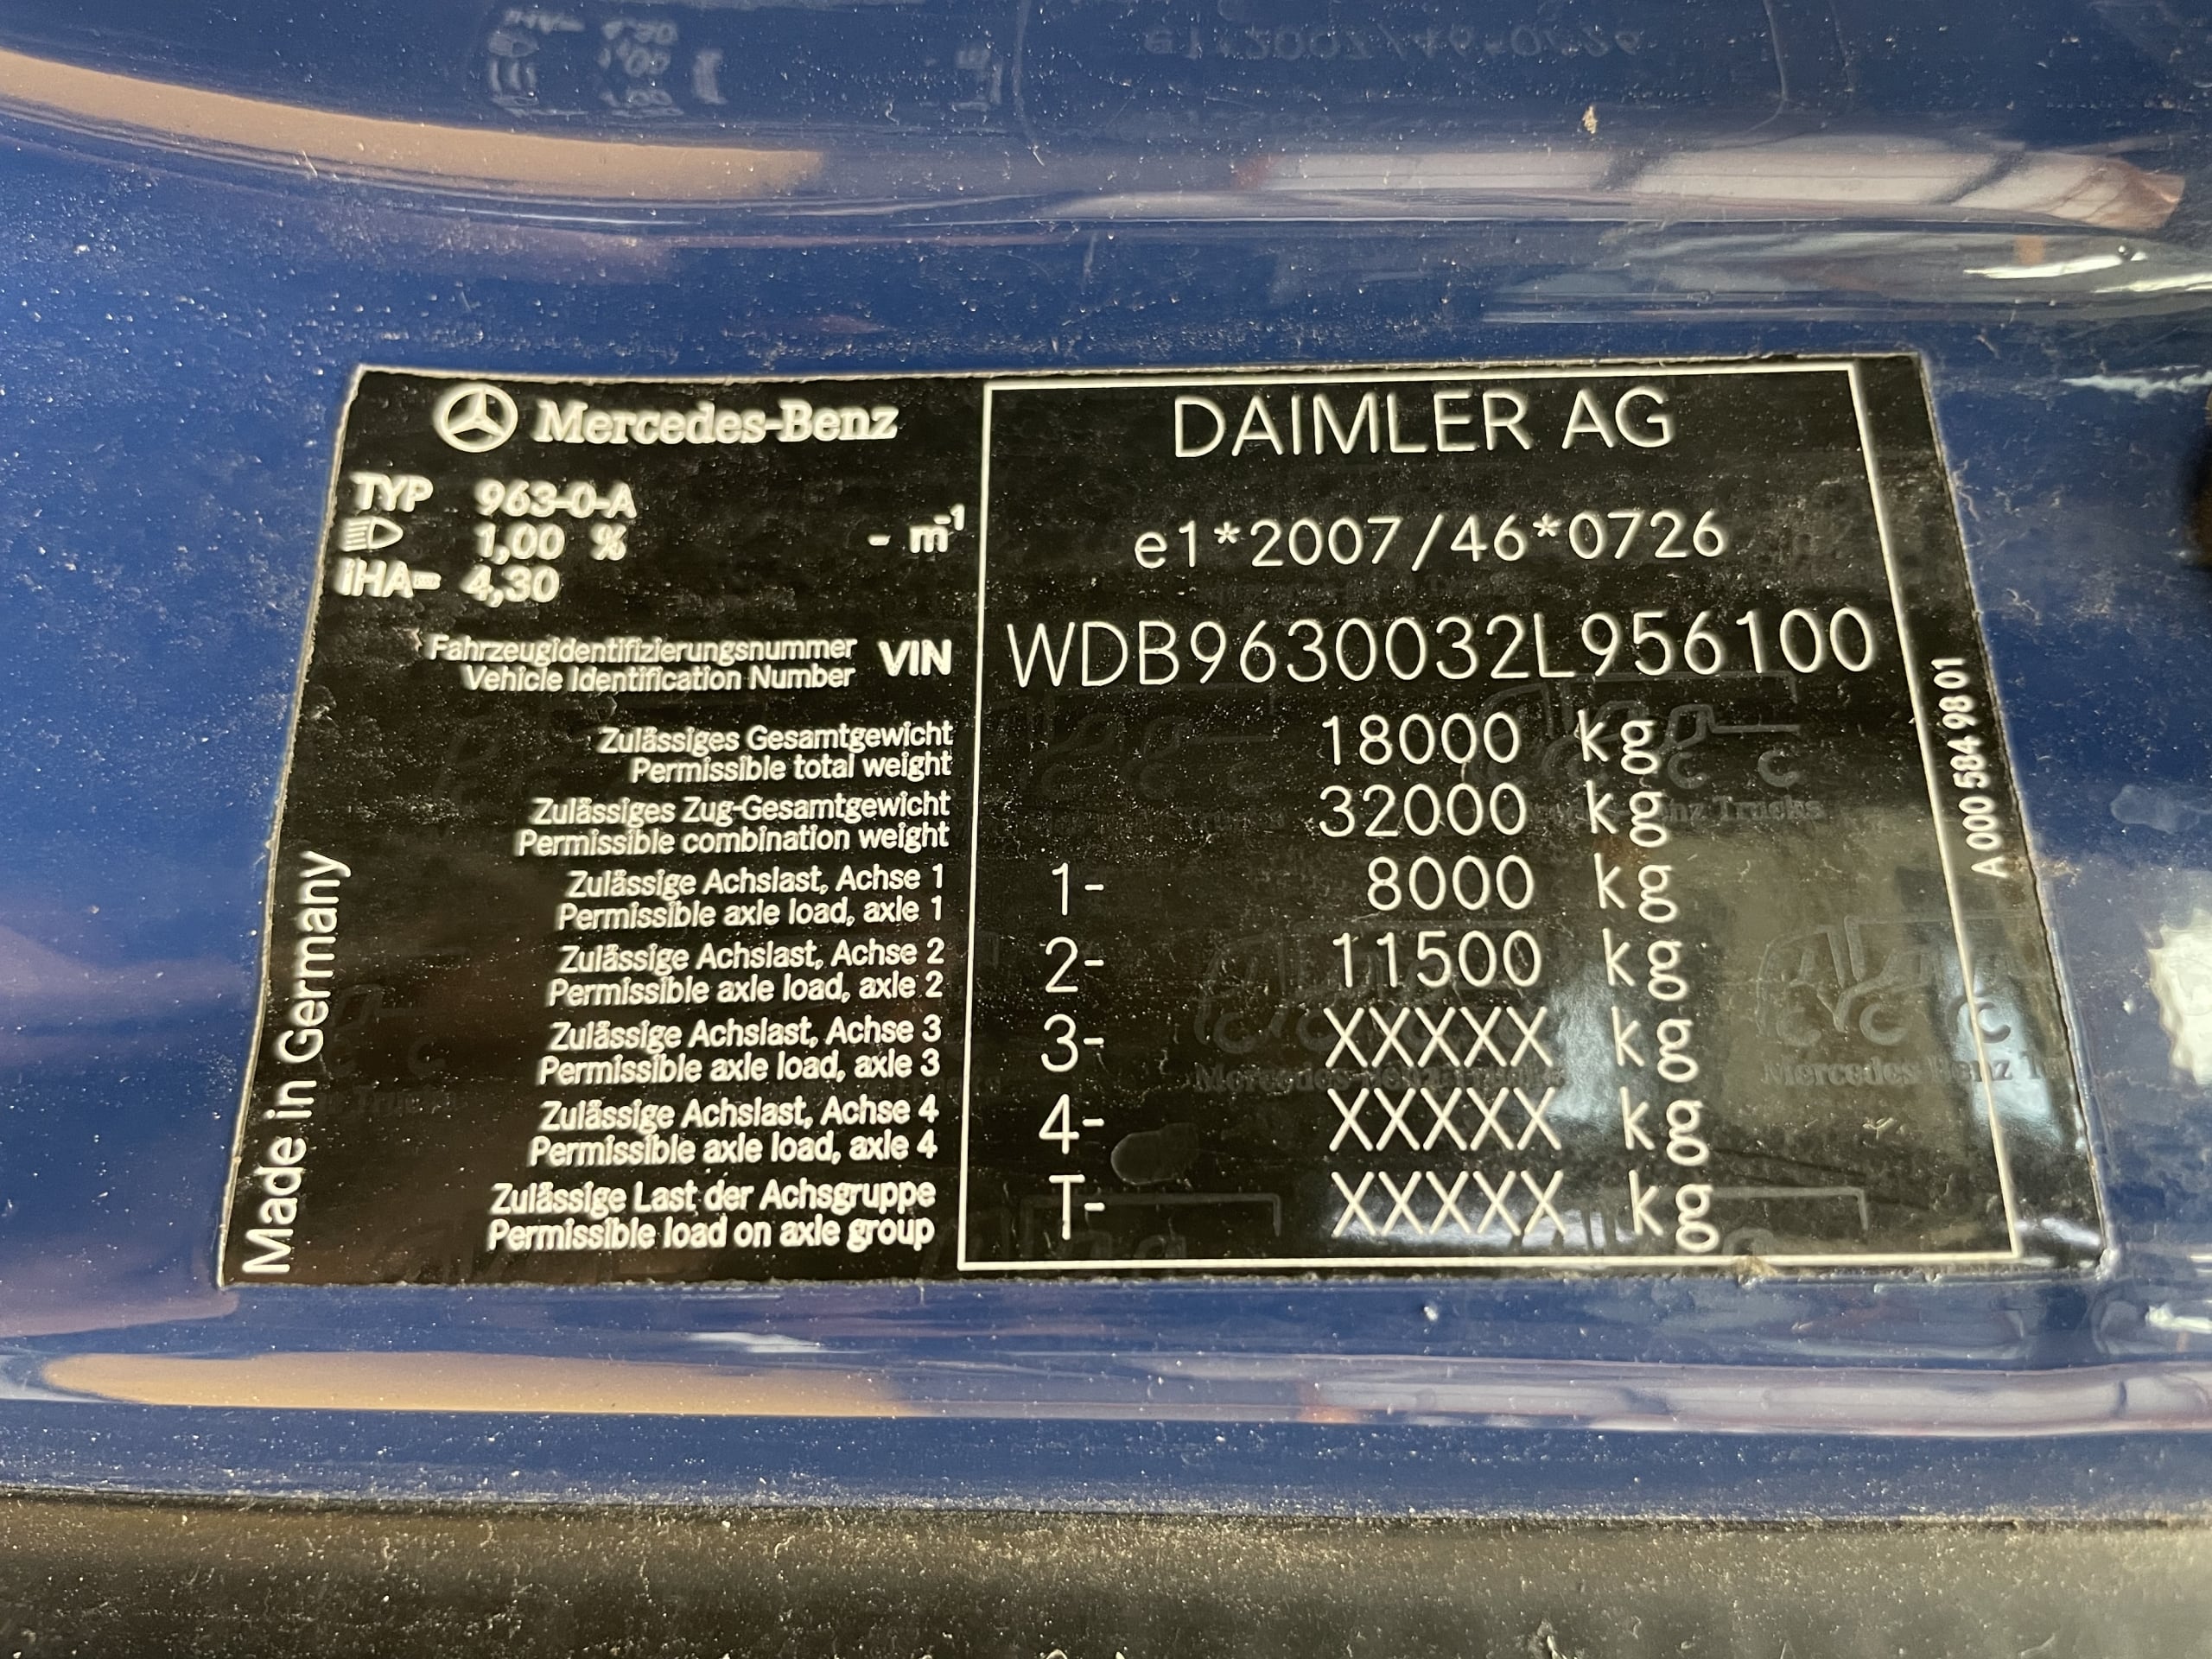 Mercedes-Benz
TYP 963-0-A
1,00 % - m-1
iHA= 4,30
Fahrzeugidentifizierungsnummer
Vehicle Identification Number
VIN
Zulässiges Gesamtgewicht
Permissible total weight
Zulässiges Zug-Gesamtgewicht
Permissible combination weight
Zulässige Achslast, Achse 1
Permissible axle load, axle 1
Zulässige Achslast, Achse 2
Permissible axle load, axle 2
Zulässige Achslast, Achse 3
Permissible axle load, axle 3
Zulässige Achslast, Achse 4
Permissible axle load, axle 4
Zulässige Last der Achsgruppe
Permissible load on axle group
Made in Germany
DAIMLER AG
e1*2007/46*0726
WDB9630032L956100
18000 kg
32000 kg
1- 8000 kg
2- 11500 kg
3- XXXXX kg
4- XXXXX kg
T- XXXXX kg
A 000 584 98 01
Mercedes-Benz Trucks